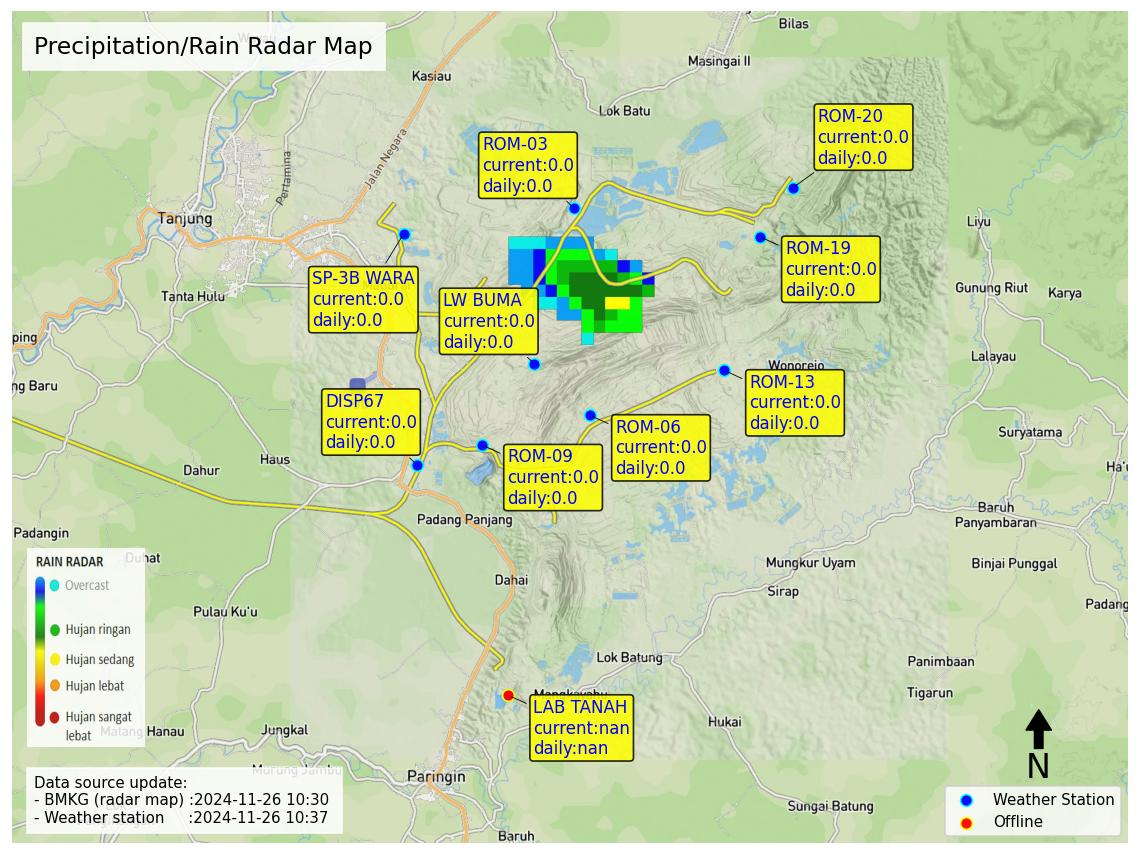 Precipitation/Rain Radar Map
Bilas
Masingai II
Kasiau
Lok Batu
Jalan Negara
Pertamina
Tanjung
Tanta Hulu
ROM-03
current:0.0
daily:0.0
ROM-20
current:0.0
daily:0.0
ROM-19
current:0.0
daily:0.0
SP-3B WARA
current:0.0
daily:0.0
LW BUMA
current:0.0
daily:0.0
Liyu
Gunung Riut
Karya
Lalayau
ping
ng Baru
Wonorejo
ROM-13
current:0.0
daily:0.0
DISP67
current:0.0
daily:0.0
ROM-06
current:0.0
daily:0.0
ROM-09
current:0.0
daily:0.0
Suryatama
Ha'u
Dahur
Haus
Padang Panjang
Baruh
Panyambaran
Padangin
Duhat
Dahai
Mungkur Uyam
Binjai Punggal
Sirap
Padang
Pulau Ku'u
RAIN RADAR
Overcast
Hujan ringan
Hujan sedang
Hujan lebat
Hujan sangat
lebat
Lok Batung
Panimbaan
Tigarun
Mangkayahu
LAB TANAH
current:nan
daily:nan
Hukai
Matang Hanau
Jungkal
Murung Jambu
Paringin
Sungai Batung
Baruh
Data source update:
- BMKG (radar map) :2024-11-26 10:30
- Weather station :2024-11-26 10:37
N
Weather Station
Offline